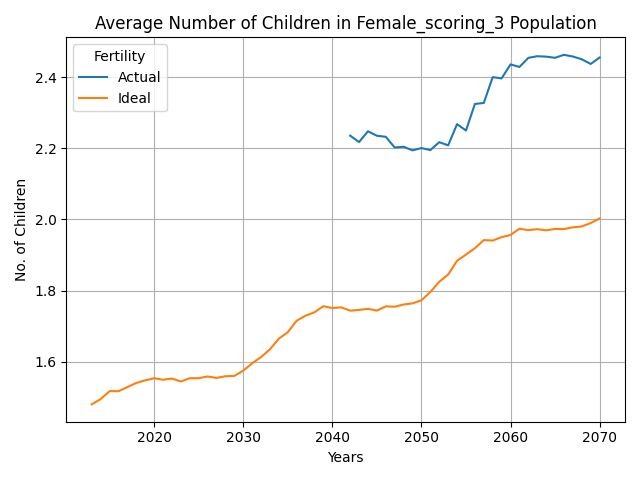 Average Number of Children in Female_scoring_3 Population
Fertility
Actual
Ideal
No. of Children
2.4
2.2
2.0
1.8
1.6
2020 2030 2040 2050 2060 2070
Years